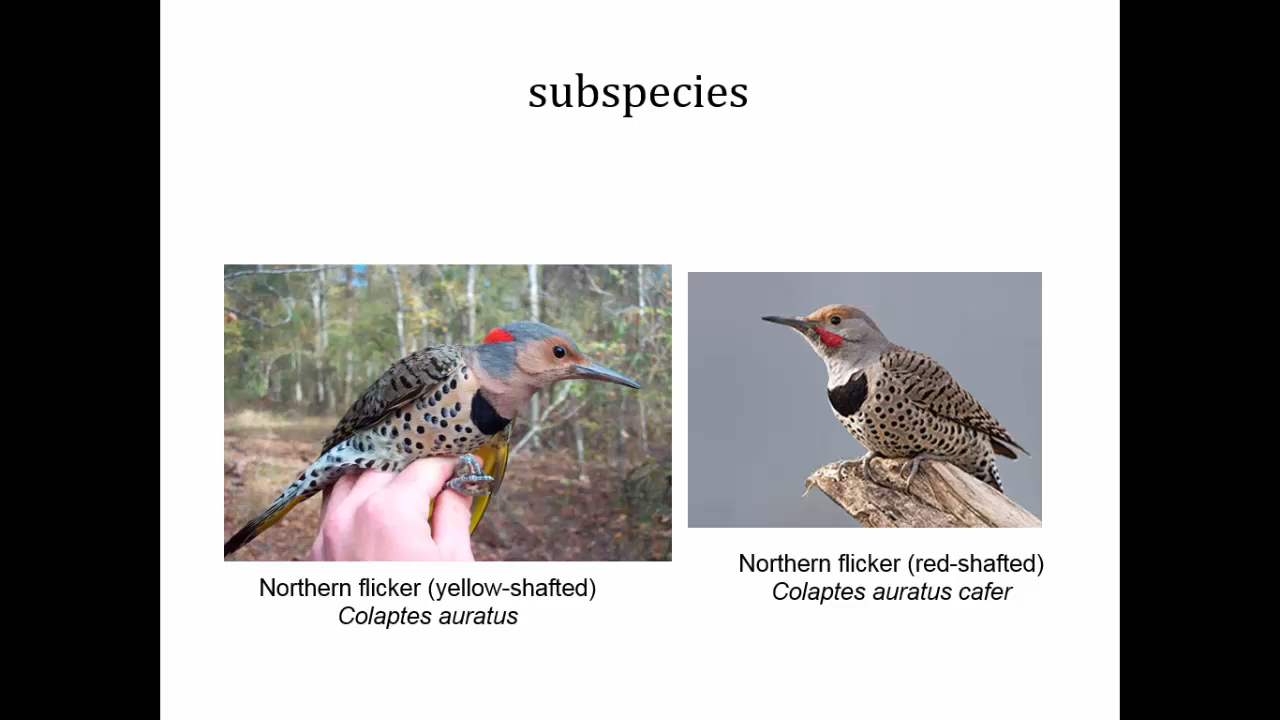 subspecies
Northern flicker (yellow-shafted)
Colaptes auratus
Northern flicker (red-shafted)
Colaptes auratus cafer